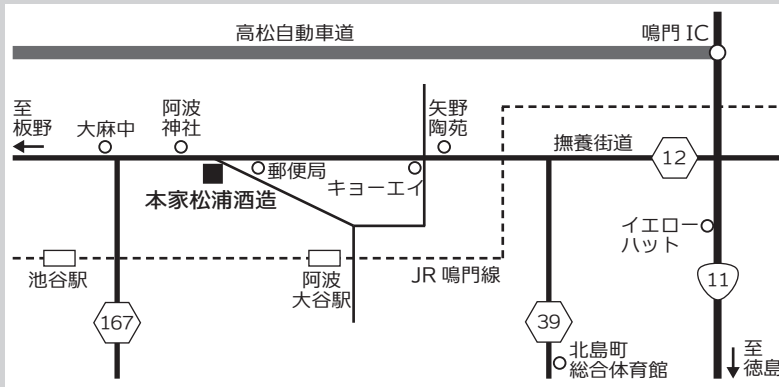 高松自動車道
鳴門 IC
至
板野
大麻中
阿波
神社
矢野
陶苑
撫養街道
12
郵便局
キョーエイ
本家松浦酒造
イエロー
ハット
池谷駅
阿波
大谷駅
JR 鳴門線
11
167
39
北島町
総合体育館
至
徳島